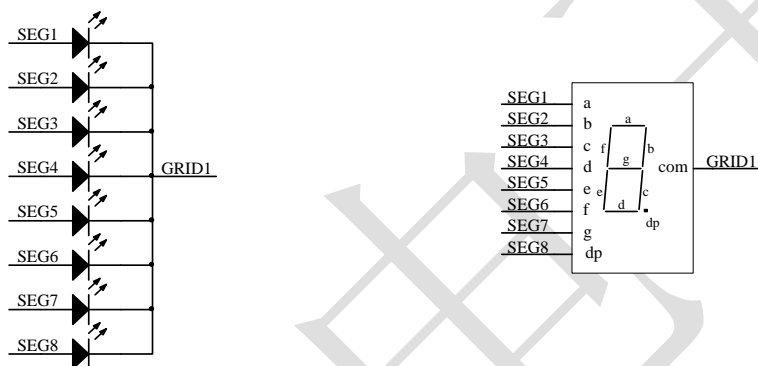 SEG1
SEG2
SEG3
SEG4
SEG5
SEG6
SEG7
SEG8
GRID1
SEG1 a
SEG2 b
SEG3 c
SEG4 d
SEG5 e
SEG6 f
SEG7 g
SEG8 dp
a
f b
g
e c
d
dp
com GRID1